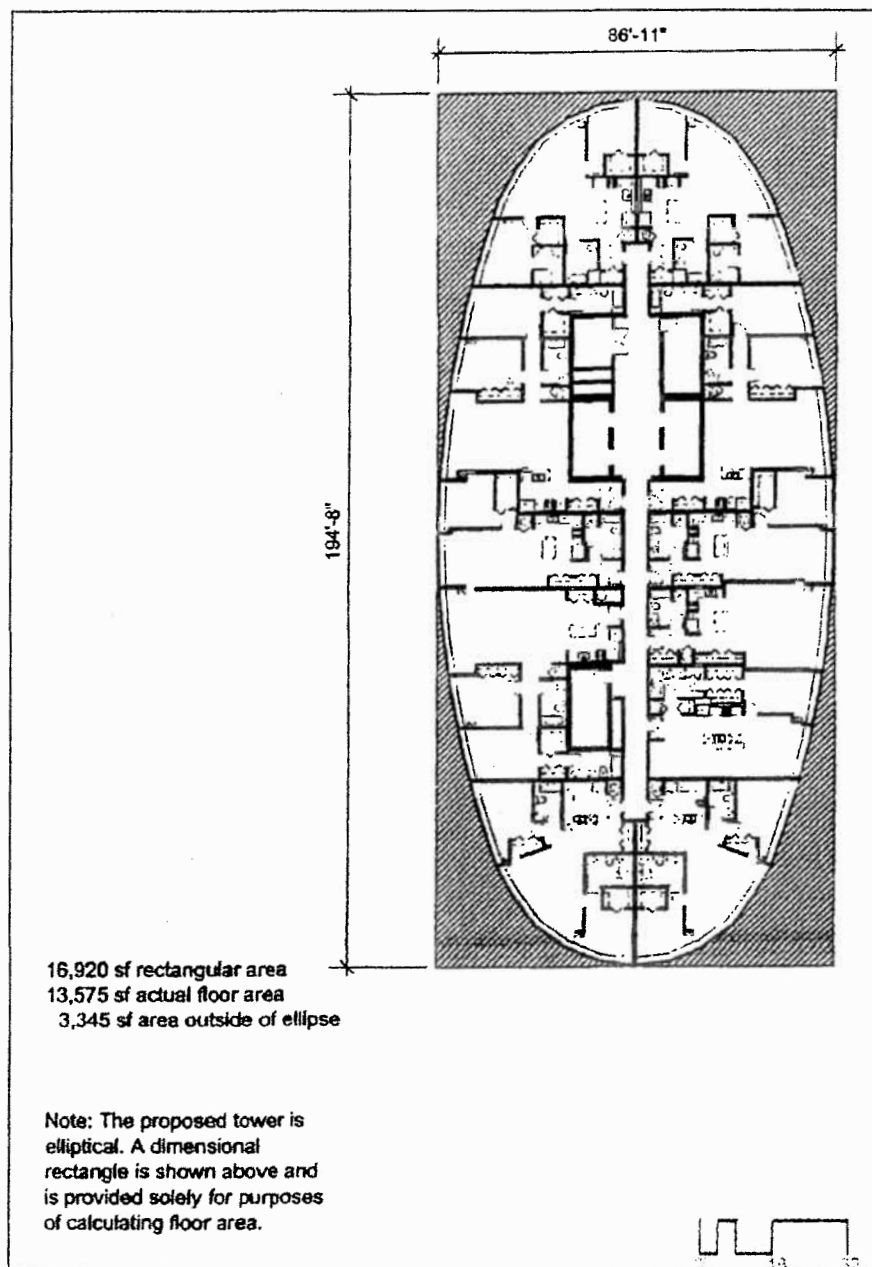 86'-11"
194'-8"
16,920 sf rectangular area
13,575 sf actual floor area
3,345 sf area outside of ellipse
Note: The proposed tower is
elliptical. A dimensional
rectangle is shown above and
is provided solely for purposes
of calculating floor area.